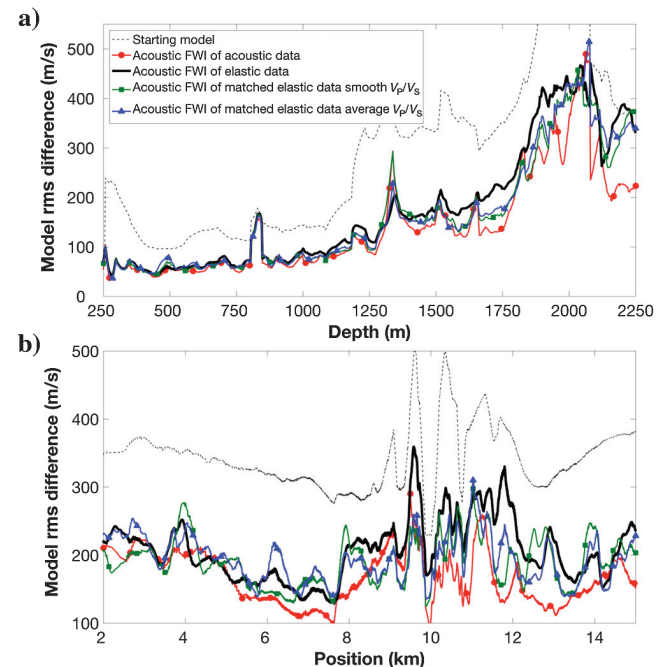 a)
Model rms difference (m/s)
500
400
300
200
100
0
Starting model
Acoustic FWI of acoustic data
Acoustic FWI of elastic data
Acoustic FWI of matched elastic data smooth VP/VS
Acoustic FWI of matched elastic data average VP/VS
250 500 750 1000 1250 1500 1750 2000 2250
Depth (m)
b)
Model rms difference (m/s)
500
400
300
200
100
2 4 6 8 10 12 14
Position (km)